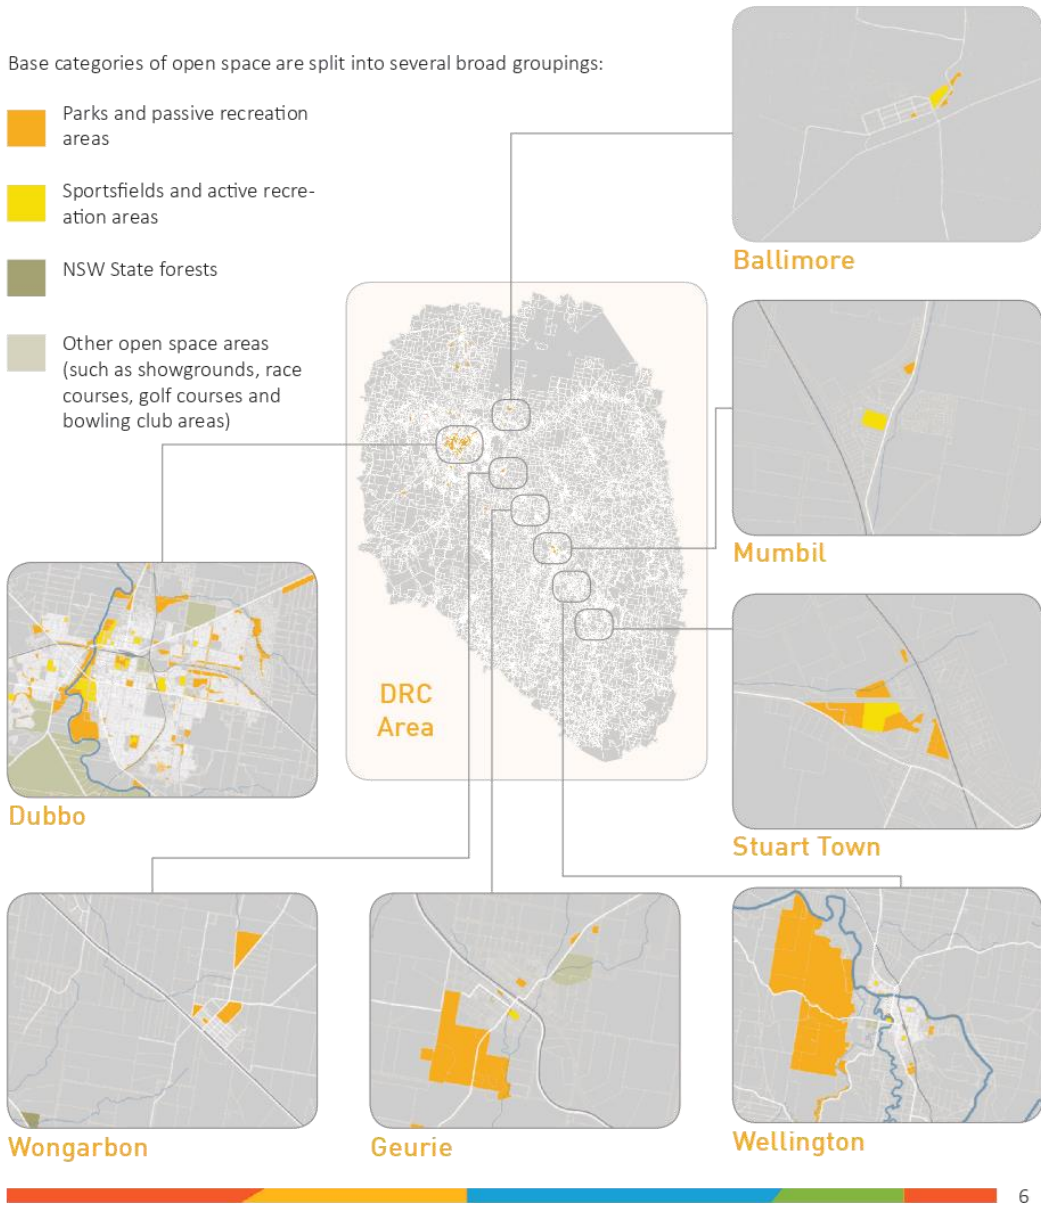 Base categories of open space are split into several broad groupings:
Parks and passive recreation
areas
Sportsfields and active recre-
ation areas
NSW State forests
Other open space areas
(such as showgrounds, race
courses, golf courses and
bowling club areas)
Ballimore
Mumbil
DRC
Area
Dubbo
Stuart Town
Wongarbon
Geurie
Wellington
6